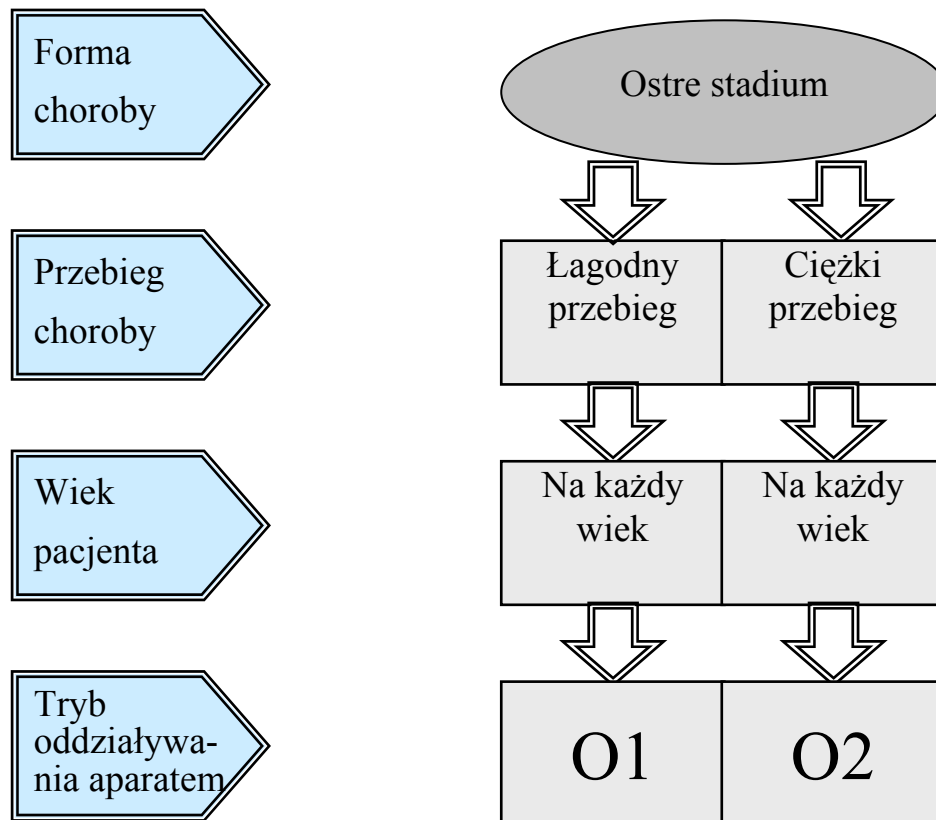 Forma
choroby
Ostre stadium
Przebieg
choroby
Łagodny
przebieg
Ciężki
przebieg
Wiek
pacjenta
Na każdy
wiek
Na każdy
wiek
Tryb
oddziaływa-
nia aparatem
O1
O2